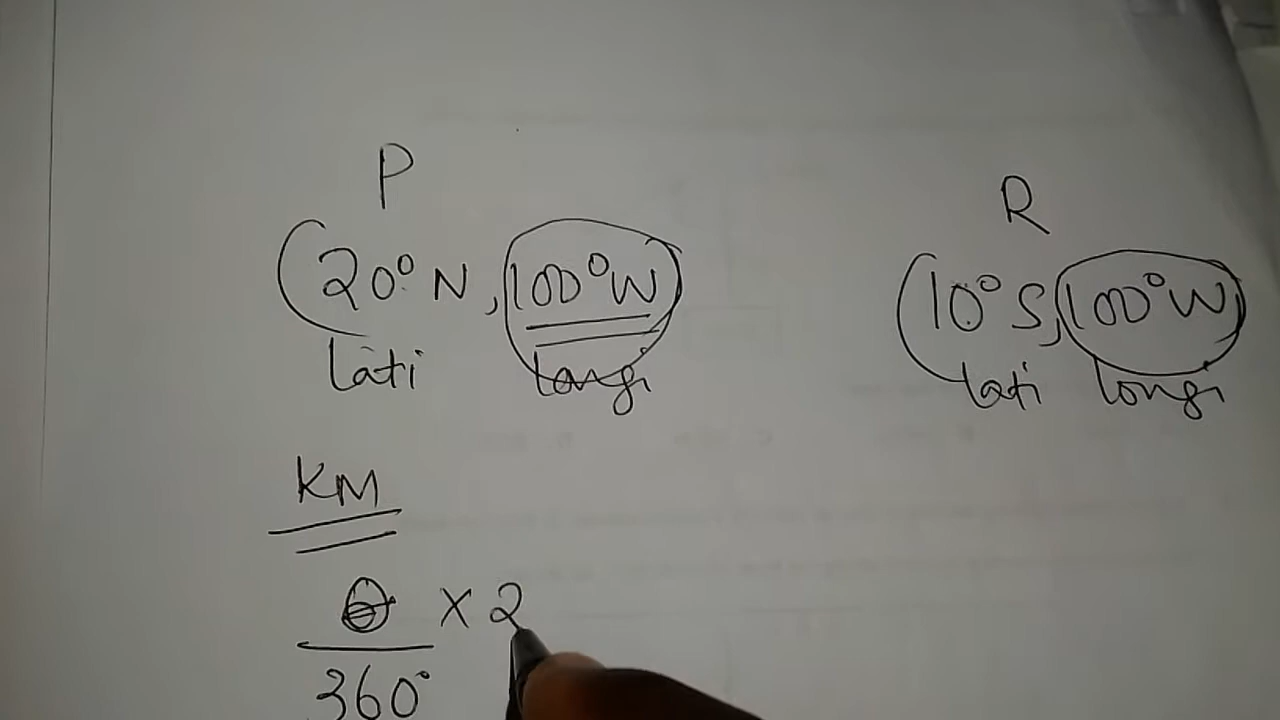 P
R
(20°N, 100°W)
(10°S, 100°W)
lati longi
lati longi
KM
θ × 2
360°